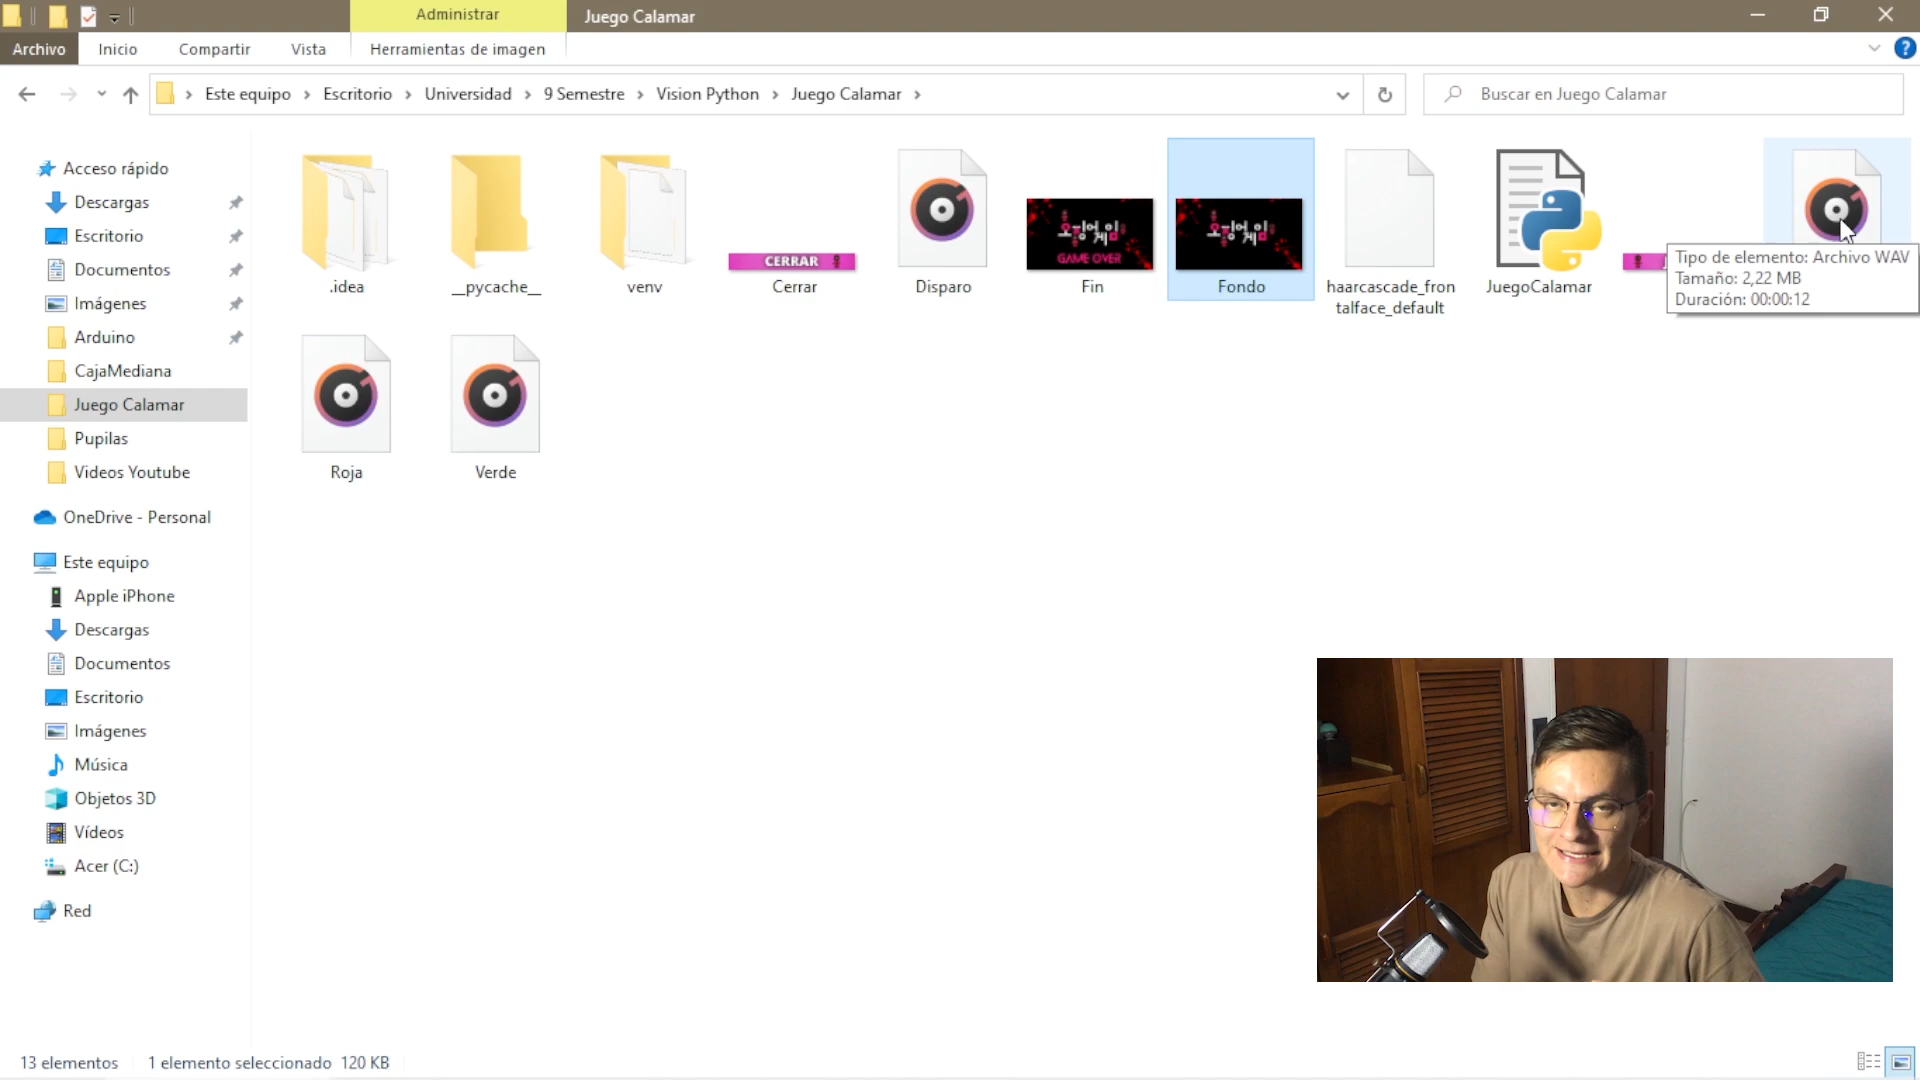 Administrar
Juego Calamar
Archivo
Inicio
Compartir
Vista
Herramientas de imagen
Este equipo
Escritorio
Universidad
9 Semestre
Vision Python
Juego Calamar
Buscar en Juego Calamar
Acceso rápido
Descargas
Escritorio
Documentos
Imágenes
Arduino
CajaMediana
Juego Calamar
Pupilas
Videos Youtube
OneDrive - Personal
Este equipo
Apple iPhone
Descargas
Documentos
Escritorio
Imágenes
Música
Objetos 3D
Vídeos
Acer (C:)
Red
.idea
__pycache__
venv
CERRAR
Cerrar
Disparo
GAME OVER
Fin
Fondo
haarcascade_fron
talface_default
JuegoCalamar
Tipo de elemento: Archivo WAV
Tamaño: 2,22 MB
Duración: 00:00:12
Roja
Verde
13 elementos
1 elemento seleccionado 120 KB